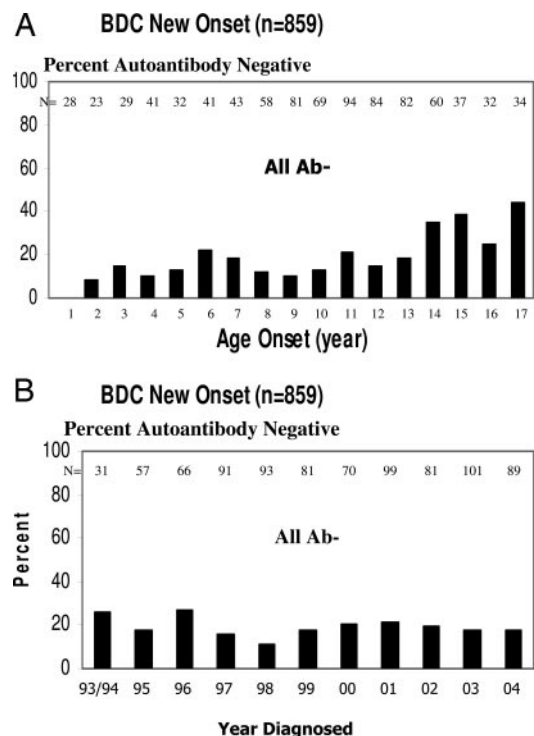 A
BDC New Onset (n=859)
Percent Autoantibody Negative
100
N= 28 23 29 41 32 41 43 58 81 69 94 84 82 60 37 32 34
80
60
All Ab-
40
20
0
1 2 3 4 5 6 7 8 9 10 11 12 13 14 15 16 17
Age Onset (year)
B
BDC New Onset (n=859)
Percent Autoantibody Negative
100
N= 31 57 66 91 93 81 70 99 81 101 89
80
60
All Ab-
Percent
40
20
0
93/94 95 96 97 98 99 00 01 02 03 04
Year Diagnosed